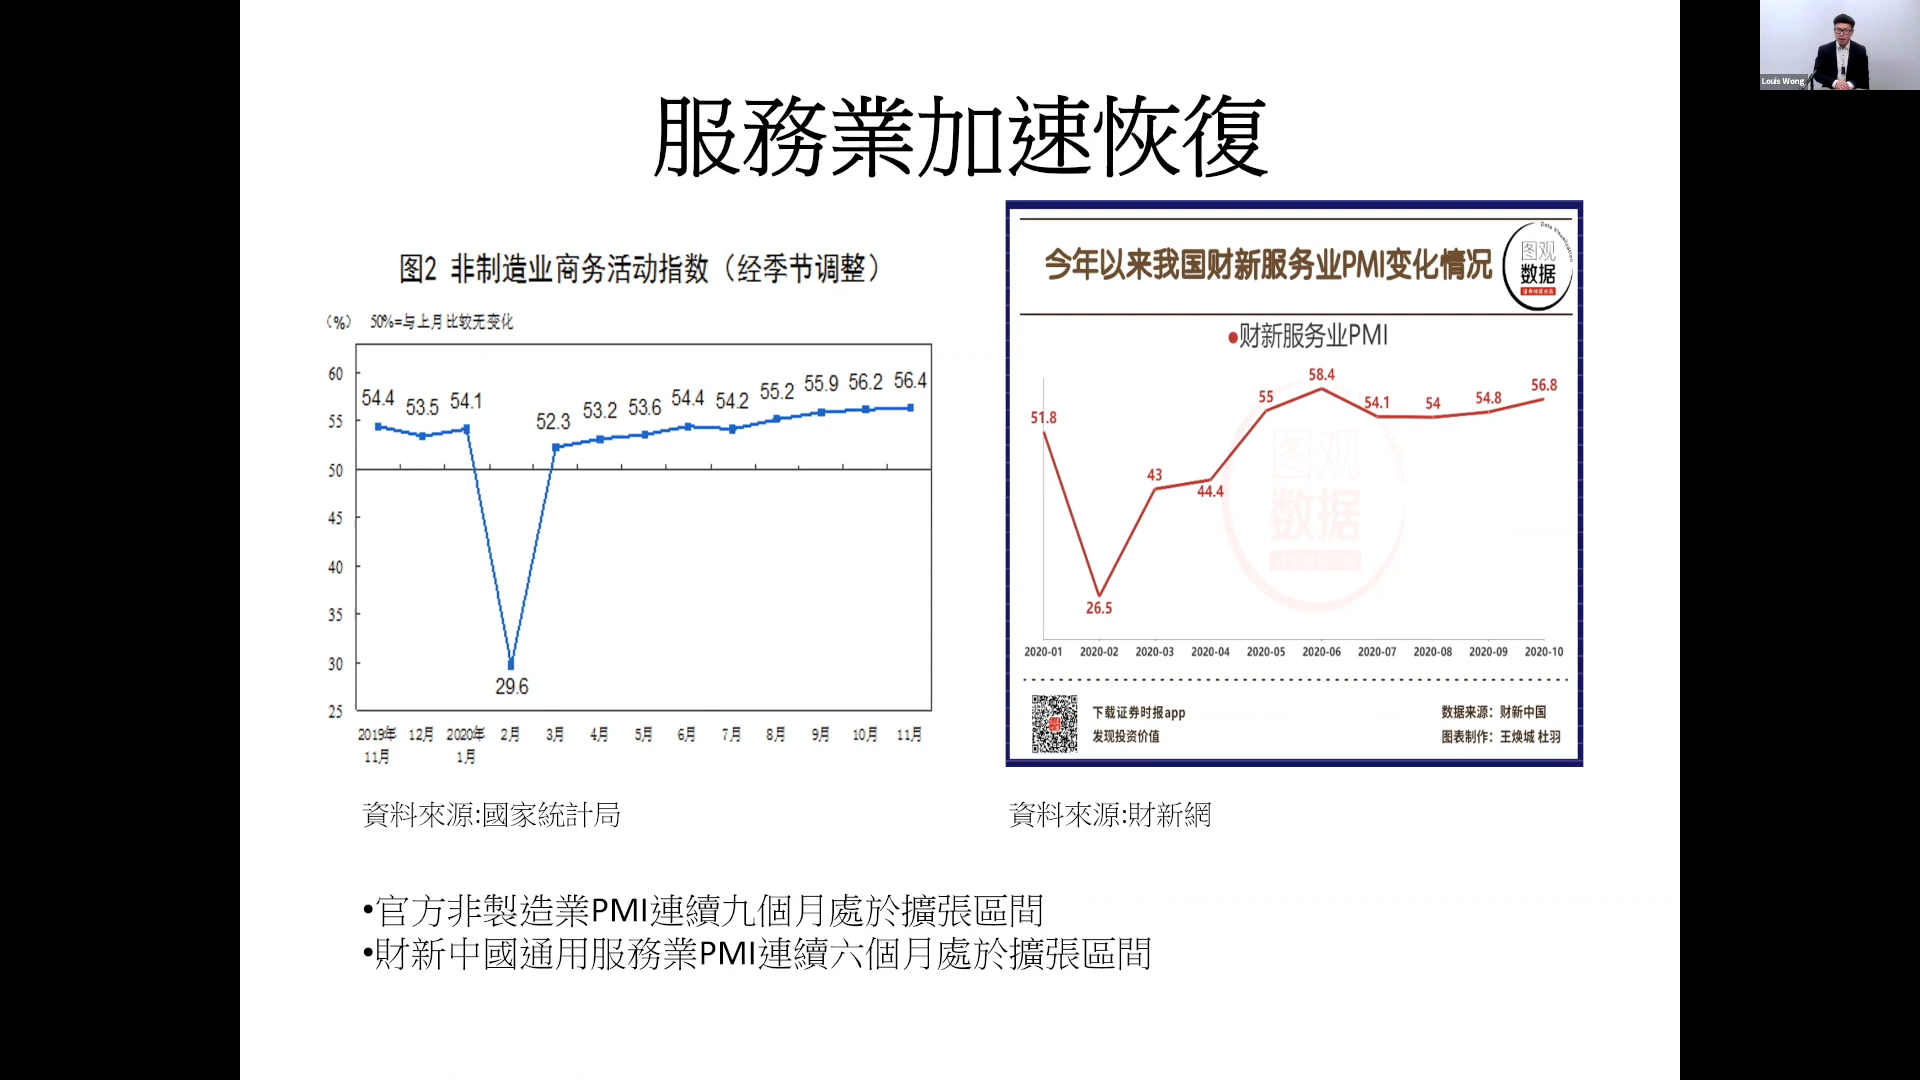 Louis Wong
服務業加速恢復
图2 非制造业商务活动指数（经季节调整）
（%） 50%=与上月比较无变化
60
55
50
45
40
35
30
25
54.4 53.5 54.1 29.6 52.3 53.2 53.6 54.4 54.2 55.2 55.9 56.2 56.4
2019年 12月 2020年 2月 3月 4月 5月 6月 7月 8月 9月 10月 11月
11月 1月
資料來源:國家統計局
今年以来我国财新服务业PMI变化情况
Data Visualization
图观
数据
●财新服务业PMI
51.8 26.5 43 44.4 55 58.4 54.1 54 54.8 56.8
图观
数据
2020-01 2020-02 2020-03 2020-04 2020-05 2020-06 2020-07 2020-08 2020-09 2020-10
下载证券时报app
发现投资价值
数据来源：财新中国
图表制作：王焕城 杜羽
資料來源:財新網
•官方非製造業PMI連續九個月處於擴張區間
•財新中國通用服務業PMI連續六個月處於擴張區間